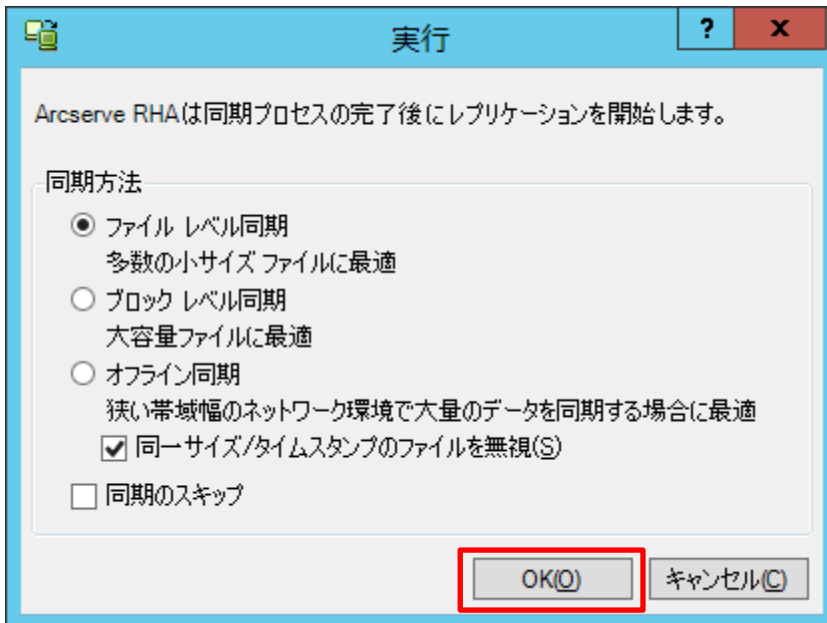 実行
?
x
Arcserve RHAは同期プロセスの完了後にレプリケーションを開始します。
同期方法
ファイル レベル同期
多数の小サイズ ファイルに最適
ブロック レベル同期
大容量ファイルに最適
オフライン同期
狭い帯域幅のネットワーク環境で大量のデータを同期する場合に最適
同一サイズ/タイムスタンプのファイルを無視(S)
同期のスキップ
OK(O)
キャンセル(C)